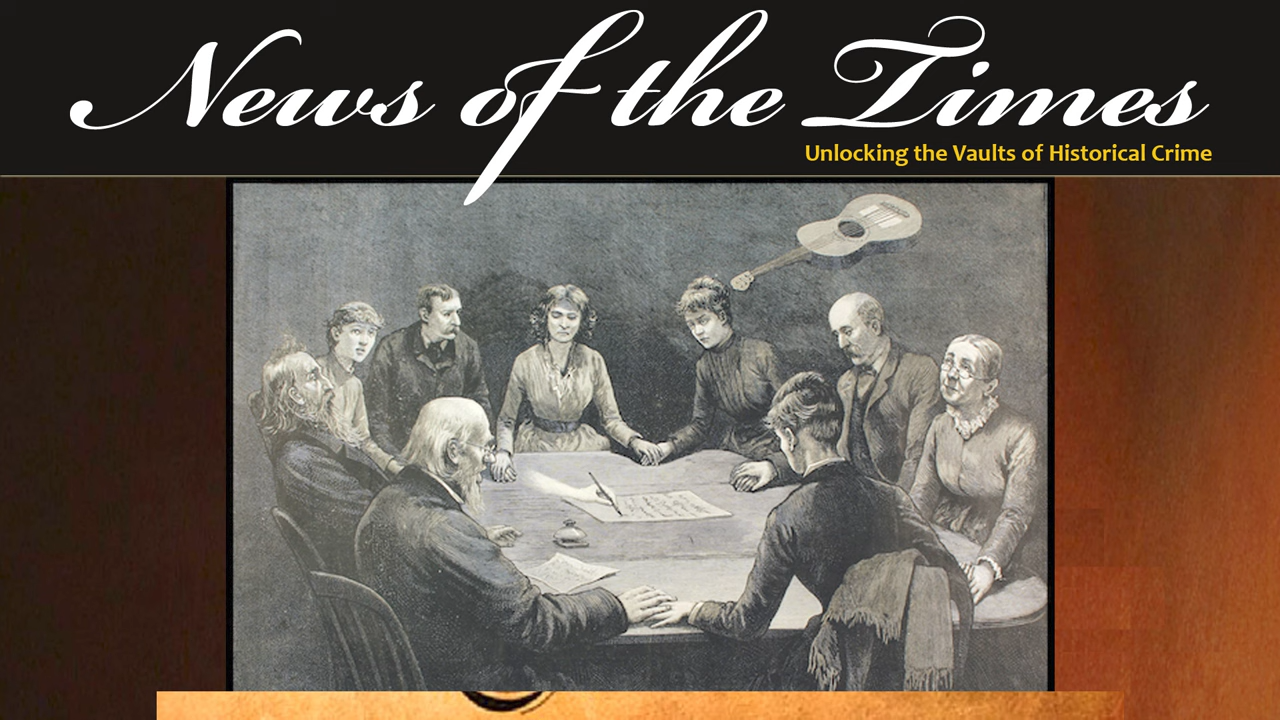 News of the Times
Unlocking the Vaults of Historical Crime